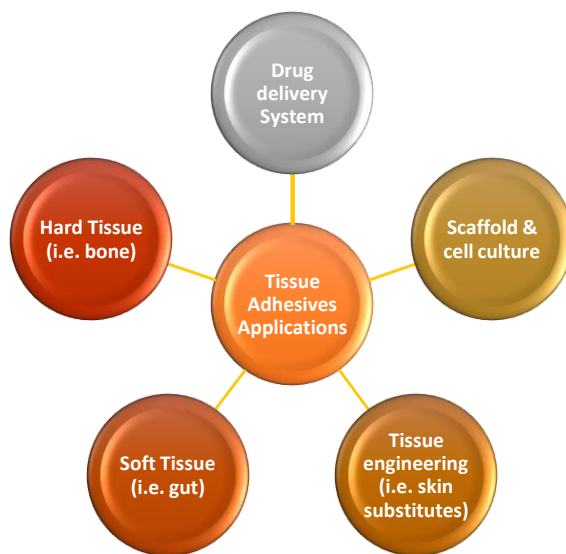 Drug
delivery
System
Hard Tissue
(i.e. bone)
Scaffold &
cell culture
Tissue
Adhesives
Applications
Soft Tissue
(i.e. gut)
Tissue
engineering
(i.e. skin
substitutes)